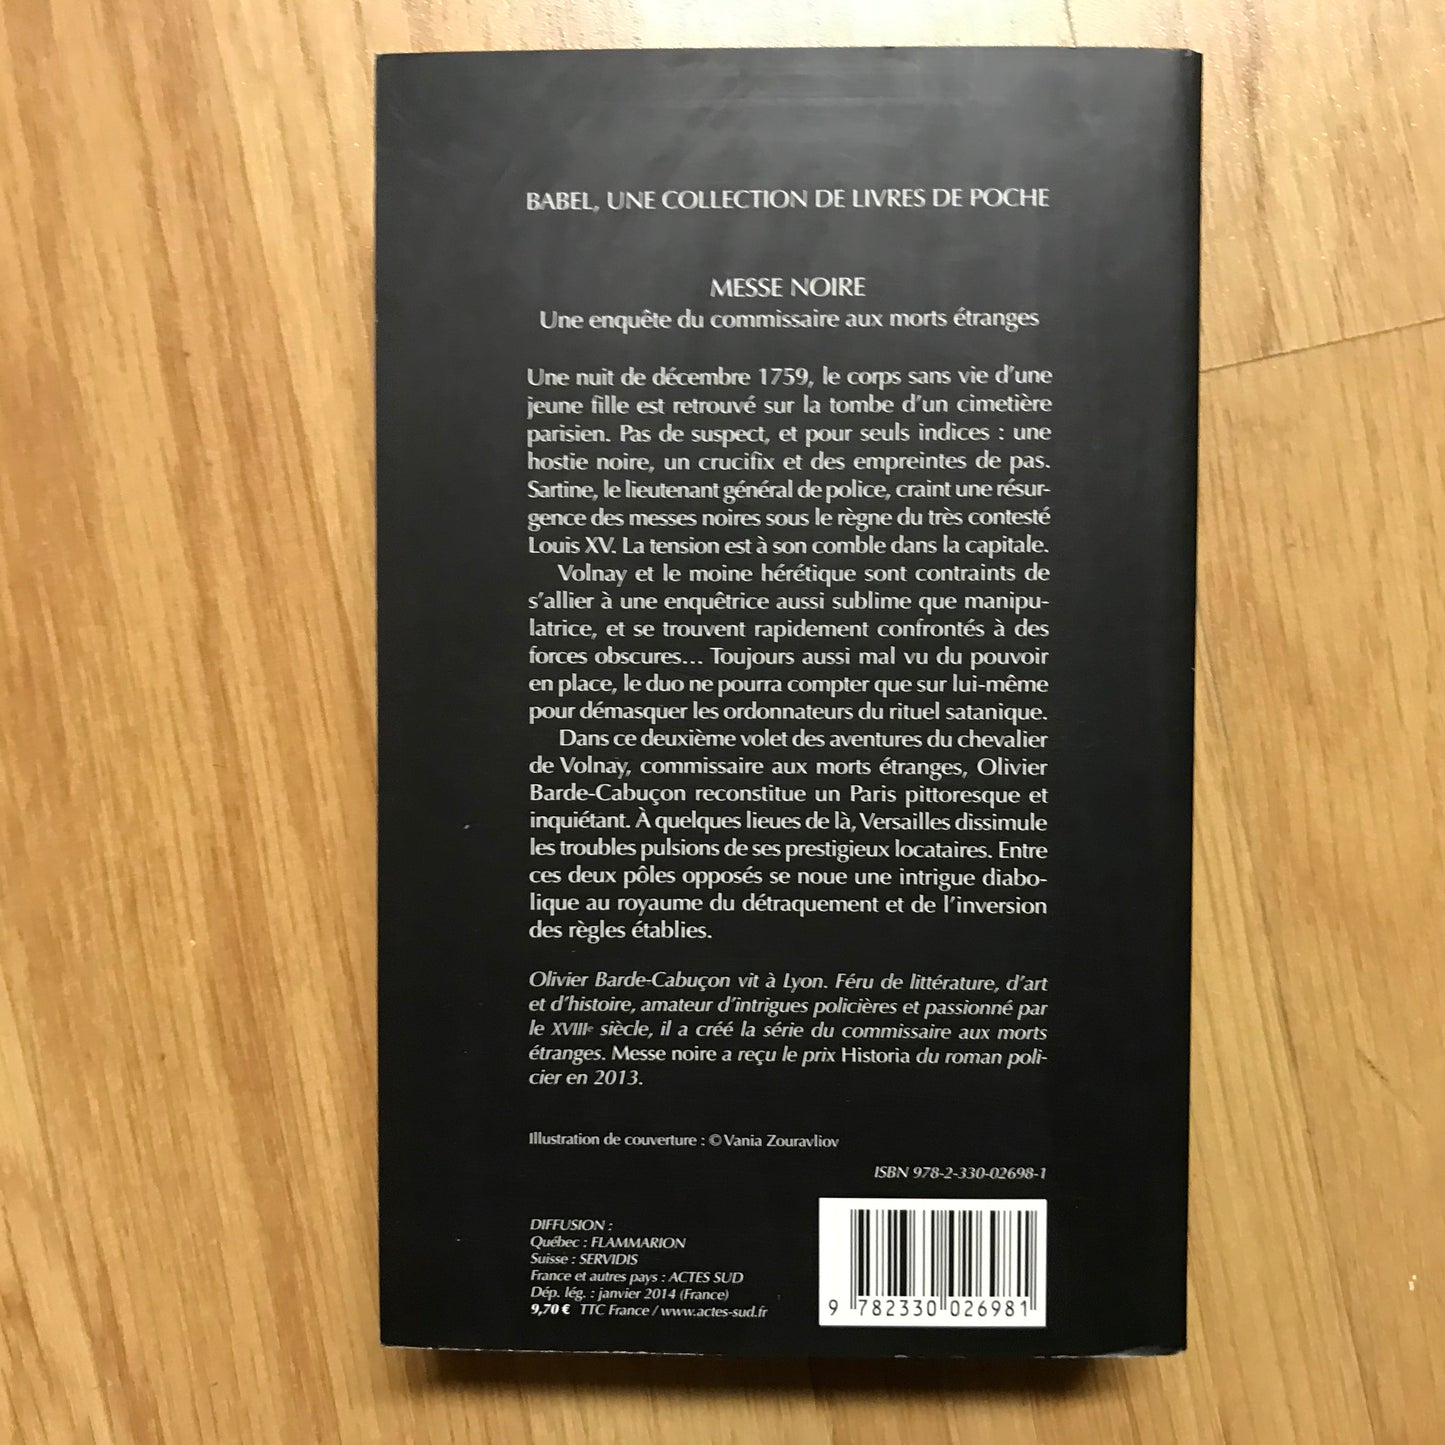 BABEL, UNE COLLECTION DE LIVRES DE POCHE
MESSE NOIRE
Une enquête du commissaire aux morts étranges
Une nuit de décembre 1759, le corps sans vie d'une
jeune fille est retrouvé sur la tombe d'un cimetière
parisien. Pas de suspect, et pour seuls indices : une
hostie noire, un crucifix et des empreintes de pas.
Sartine, le lieutenant général de police, craint une résur-
gence des messes noires sous le règne du très contesté
Louis XV. La tension est à son comble dans la capitale.
Volnay et le moine hérétique sont contraints de
s'allier à une enquêtrice aussi sublime que manipu-
latrice, et se trouvent rapidement confrontés à des
forces obscures... Toujours aussi mal vu du pouvoir
en place, le duo ne pourra compter que sur lui-même
pour démasquer les ordonnateurs du rituel satanique.
Dans ce deuxième volet des aventures du chevalier
de Volnay, commissaire aux morts étranges, Olivier
Barde-Cabuçon reconstitue un Paris pittoresque et
inquiétant. À quelques lieues de là, Versailles dissimule
les troubles pulsions de ses prestigieux locataires. Entre
ces deux pôles opposés se noue une intrigue diabo-
lique au royaume du détraquement et de l'inversion
des règles établies.
Olivier Barde-Cabuçon vit à Lyon. Féru de littérature, d'art
et d'histoire, amateur d'intrigues policières et passionné par
le XVIIIe siècle, il a créé la série du commissaire aux morts
étranges. Messe noire a reçu le prix Historia du roman poli-
cier en 2013.
Illustration de couverture : © Vania Zouravliov
ISBN 978-2-330-02698-1
DIFFUSION :
Québec : FLAMMARION
Suisse : SERVIDIS
France et autres pays : ACTES SUD
Dép. lég. : janvier 2014 (France)
9,70 € TTC France / www.actes-sud.fr
9 782330 026981